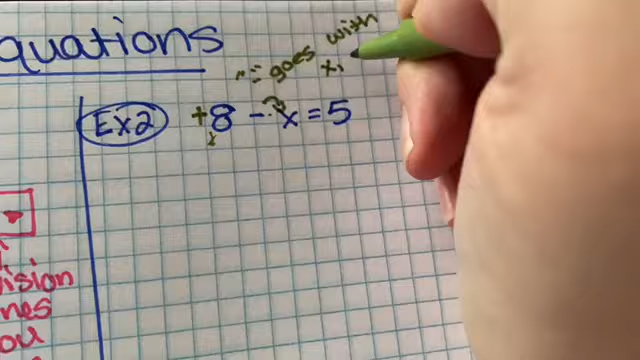 quations
"-" goes with
x,
Ex2 +8 - x = 5
x
ision
nes
ou